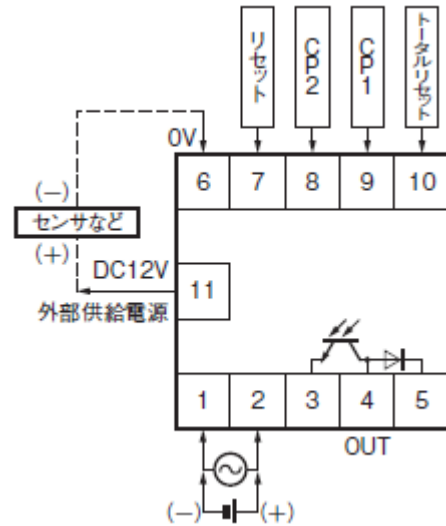 リセット
CP2
CP1
トータルリセット
0V
6 7 8 9 10
(−)
センサなど
(+)
DC12V
11
外部供給電源
1 2 3 4 5
OUT
(−) (+)